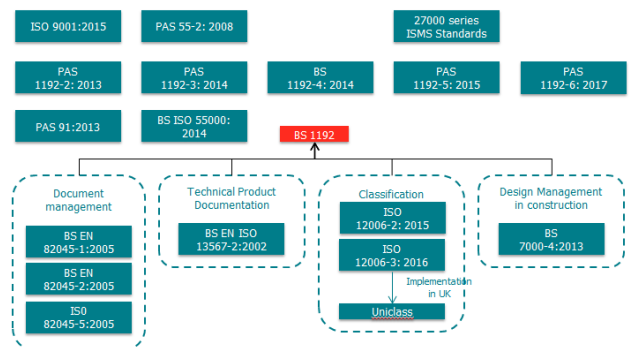 ISO 9001:2015
PAS 55-2: 2008
27000 series
ISMS Standards
PAS
1192-2: 2013
PAS
1192-3: 2014
BS
1192-4: 2014
PAS
1192-5: 2015
PAS
1192-6: 2017
PAS 91:2013
BS ISO 55000:
2014
BS 1192
Document
management
BS EN
82045-1:2005
BS EN
82045-2:2005
IS0
82045-5:2005
Technical Product
Documentation
BS EN ISO
13567-2:2002
Classification
ISO
12006-2: 2015
ISO
12006-3: 2016
Implementation
in UK
Uniclass
Design Management
in construction
BS
7000-4:2013